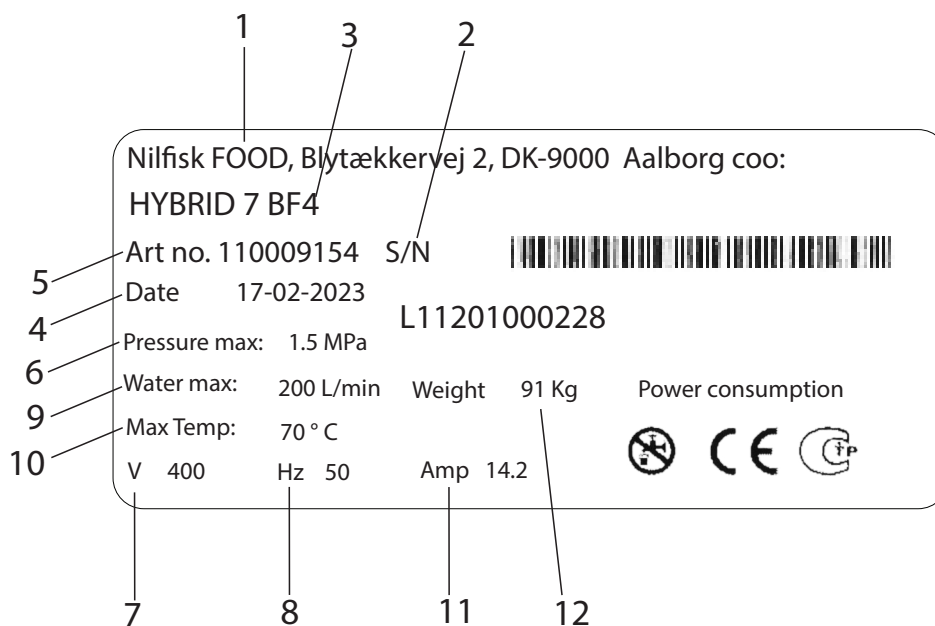 1
3
2
Nilfisk FOOD, Blytækkervej 2, DK-9000 Aalborg coo:
HYBRID 7 BF4
5
Art no. 110009154 S/N
4
Date 17-02-2023
L11201000228
6
Pressure max: 1.5 MPa
9
Water max: 200 L/min Weight 91 Kg Power consumption
10
Max Temp: 70 ° C
V 400 Hz 50 Amp 14.2
CE
C T P
7
8
11
12